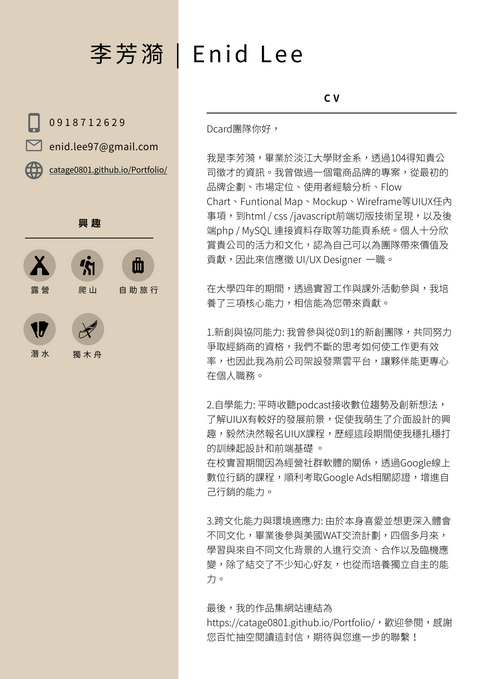 李芳漪 | Enid Lee
0918712629
enid.lee97@gmail.com
catage0801.github.io/Portfolio/
興趣
露營
爬山
自助旅行
潛水
獨木舟
CV
Dcard團隊你好，
我是李芳漪，畢業於淡江大學財金系，透過104得知貴公
司徵才的資訊。我曾做過一個電商品牌的專案，從最初的
品牌企劃、市場定位、使用者經驗分析、Flow
Chart、Funtional Map、Mockup、Wireframe等UIUX任內
事項，到html / css /javascript前端切版技術呈現，以及後
端php / MySQL 連接資料存取等功能頁系統。個人十分欣
賞貴公司的活力和文化，認為自己可以為團隊帶來價值及
貢獻，因此來信應徵 UI/UX Designer 一職。
在大學四年的期間，透過實習工作與課外活動參與，我培
養了三項核心能力，相信能為您帶來貢獻。
1.新創與協同能力: 我曾參與從0到1的新創團隊，共同努力
爭取經銷商的資格，我們不斷的思考如何使工作更有效
率，也因此我為前公司架設發票雲平台，讓夥伴能更專心
在個人職務。
2.自學能力: 平時收聽podcast接收數位趨勢及創新想法，
了解UIUX有較好的發展前景，促使我萌生了介面設計的興
趣，毅然決然報名UIUX課程，歷經這段期間使我穩扎穩打
的訓練起設計和前端基礎 。
在校實習期間因為經營社群軟體的關係，透過Google線上
數位行銷的課程，順利考取Google Ads相關認證，增進自
己行銷的能力。
3.跨文化能力與環境適應力: 由於本身喜愛並想更深入體會
不同文化，畢業後參與美國WAT交流計劃，四個多月來，
學習與來自不同文化背景的人進行交流、合作以及臨機應
變，除了結交了不少知心好友，也從而培養獨立自主的能
力。
最後，我的作品集網站連結為
https://catage0801.github.io/Portfolio/，歡迎參閱，感謝
您百忙抽空閱讀這封信，期待與您進一步的聯繫！